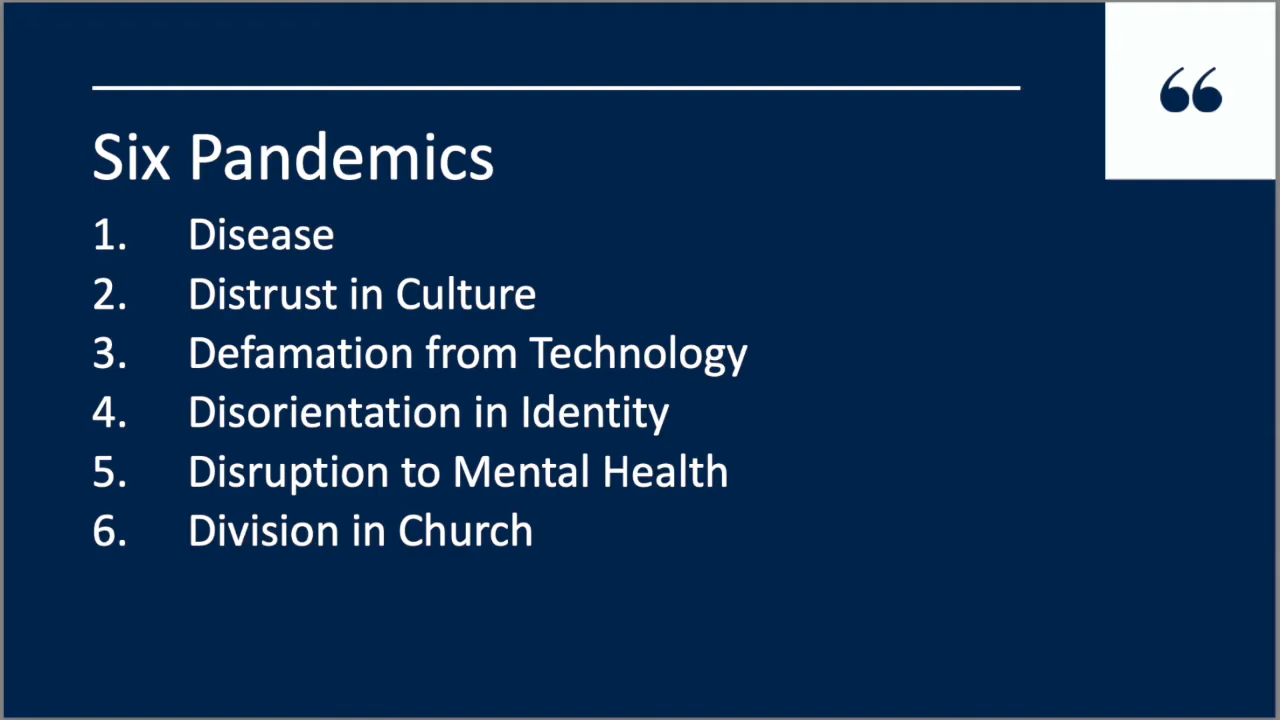 “
Six Pandemics
1. Disease
2. Distrust in Culture
3. Defamation from Technology
4. Disorientation in Identity
5. Disruption to Mental Health
6. Division in Church